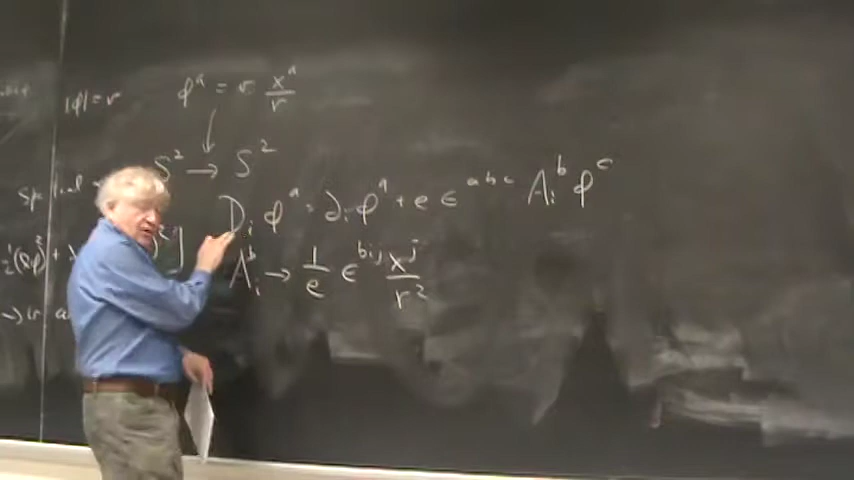 |φ| = v
φ^a = v x^a/r
S^2 → S^2
D_i φ^a = ∂_i φ^a + e ε^{abc} A_i^b φ^c
A_i^b → 1/e ε^{bij} x^j/r^2